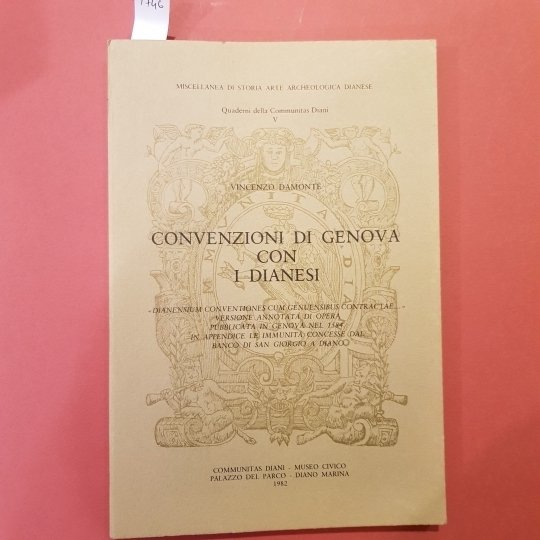 1746
MISCELLANEA DI STORIA ARTE ARCHEOLOGICA DIANESE
Quaderni della Communitas Diani
V
VINCENZO DAMONTE
CONVENZIONI DI GENOVA
CON
I DIANESI
«DIANENSIUM CONVENTIONES CUM GENUENSIBUS CONTRACTAE...»
VERSIONE ANNOTATA DI OPERA
PUBBLICATA IN GENOVA NEL 1584
IN APPENDICE LE IMMUNITÀ CONCESSE DAL
BANCO DI SAN GIORGIO A DIANO
COMMUNITAS DIANI - MUSEO CIVICO
PALAZZO DEL PARCO - DIANO MARINA
1982